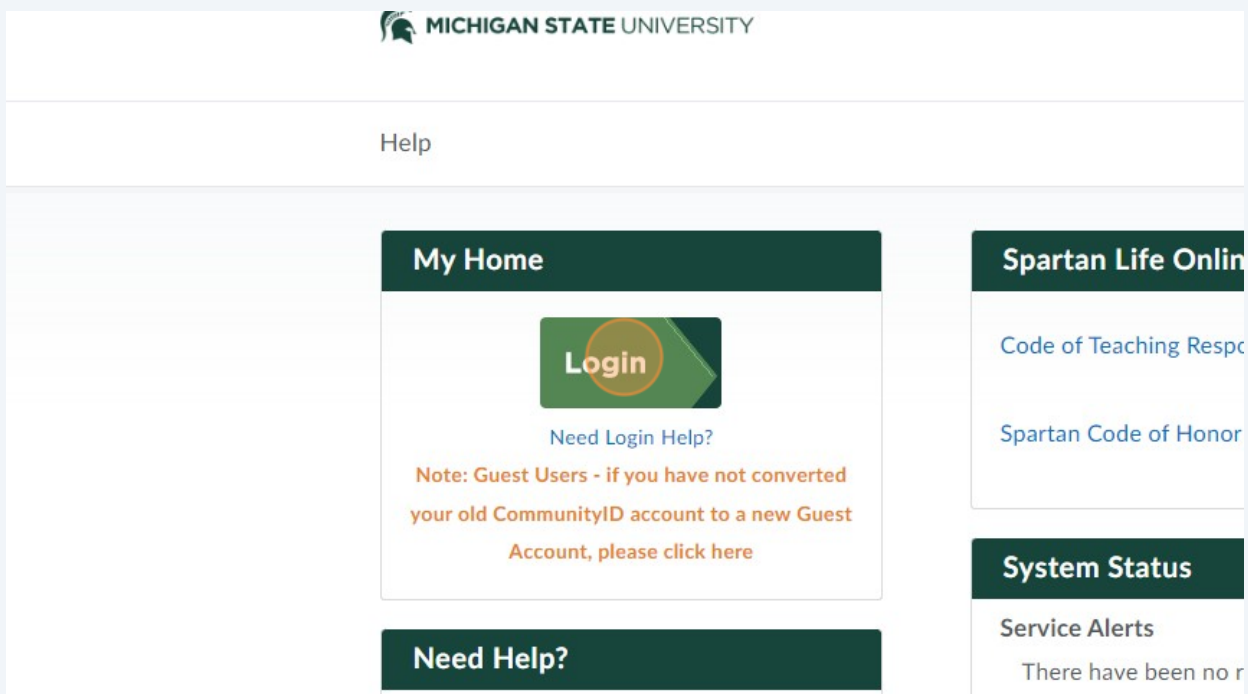 MICHIGAN STATE UNIVERSITY
Help
My Home
Login
Need Login Help?
Note: Guest Users - if you have not converted
your old CommunityID account to a new Guest
Account, please click here
Need Help?
Spartan Life Onlin
Code of Teaching Respo
Spartan Code of Honor
System Status
Service Alerts
There have been no r